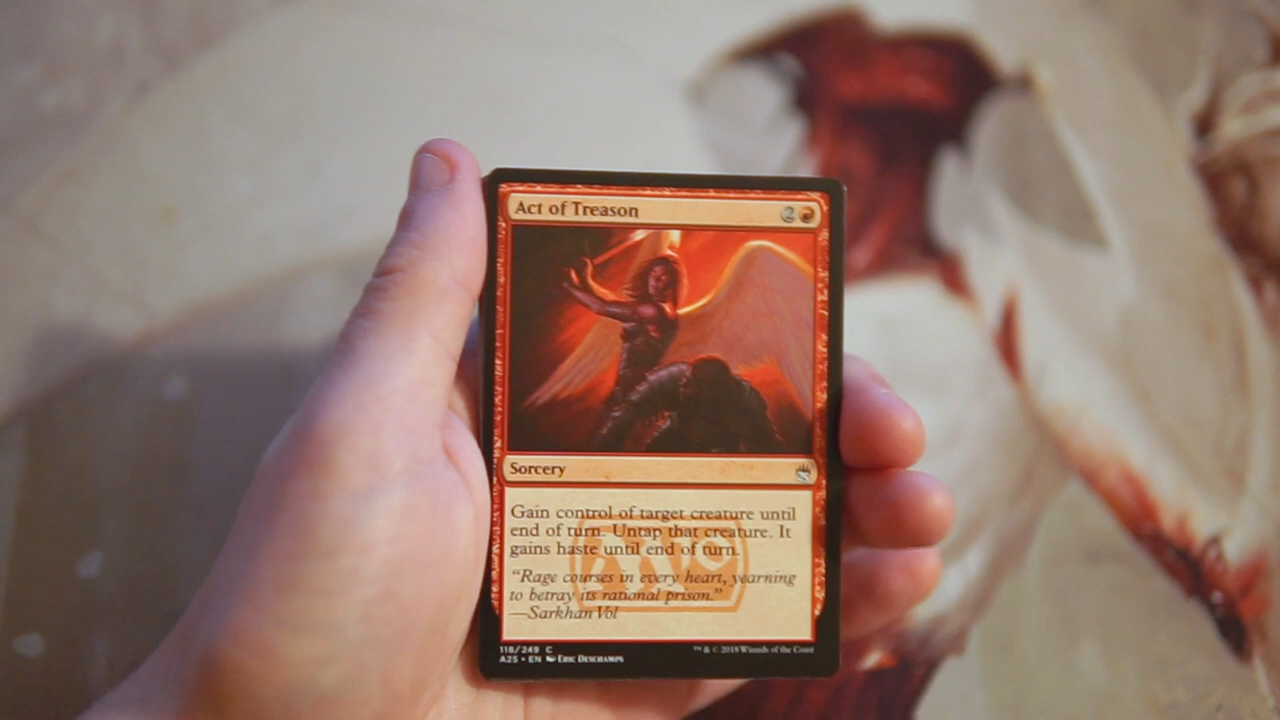 Act of Treason 2
Sorcery
Gain control of target creature until
end of turn. Untap that creature. It
gains haste until end of turn.
"Rage courses in every heart, yearning
to betray its rational prison."
—Sarkhan Vol
118/249 C
A25 • EN Eric Deschamps
™ & © 2018 Wizards of the Coast